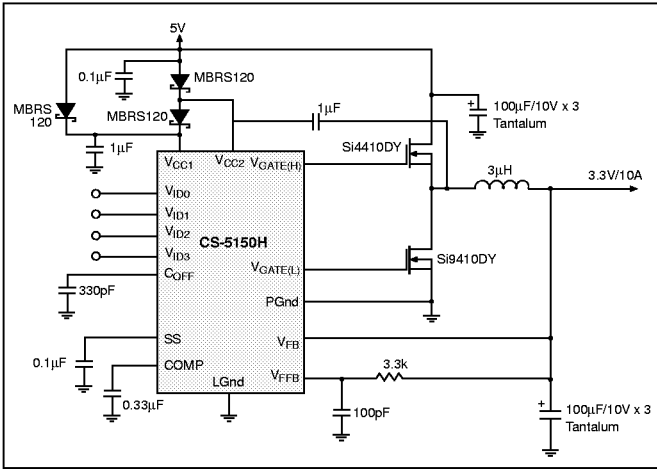 5V
0.1μF
MBRS120
MBRS
120
MBRS120
1μF
1μF
100μF/10V x 3
Tantalum
Si4410DY
VCC1
VCC2
VGATE(H)
3μH
3.3V/10A
VID0
VID1
VID2
VID3
CS-5150H
Si9410DY
VGATE(L)
COFF
330pF
PGnd
SS
VFB
0.1μF
COMP
3.3k
VFFB
LGnd
0.33μF
100pF
100μF/10V x 3
Tantalum
+
+